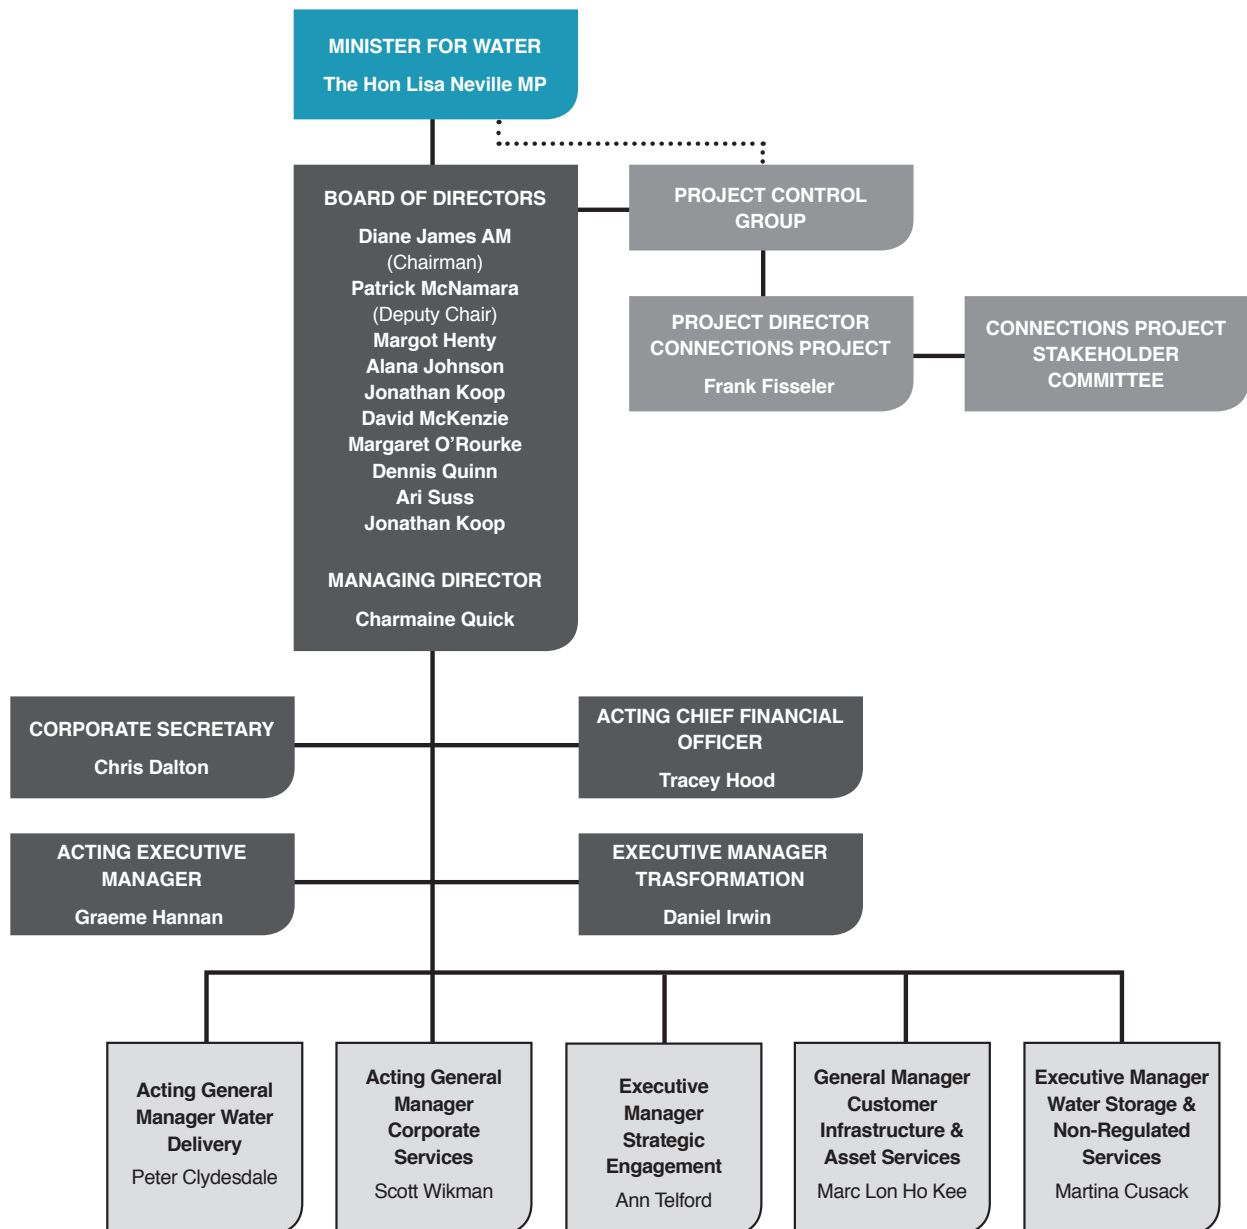 MINISTER FOR WATER
The Hon Lisa Neville MP
BOARD OF DIRECTORS
Diane James AM
(Chairman)
Patrick McNamara
(Deputy Chair)
Margot Henty
Alana Johnson
Jonathan Koop
David McKenzie
Margaret O'Rourke
Dennis Quinn
Ari Suss
Jonathan Koop
MANAGING DIRECTOR
Charmaine Quick
PROJECT CONTROL
GROUP
PROJECT DIRECTOR
CONNECTIONS PROJECT
Frank Fisseler
CONNECTIONS PROJECT
STAKEHOLDER
COMMITTEE
CORPORATE SECRETARY
Chris Dalton
ACTING CHIEF FINANCIAL
OFFICER
Tracey Hood
ACTING EXECUTIVE
MANAGER
Graeme Hannan
EXECUTIVE MANAGER
TRASFORMATION
Daniel Irwin
Acting General
Manager Water
Delivery
Peter Clydesdale
Acting General
Manager
Corporate
Services
Scott Wikman
Executive
Manager
Strategic
Engagement
Ann Telford
General Manager
Customer
Infrastructure &
Asset Services
Marc Lon Ho Kee
Executive Manager
Water Storage &
Non-Regulated
Services
Martina Cusack